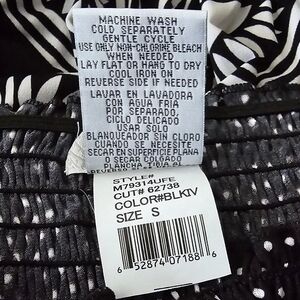 MACHINE WASH
COLD SEPARATELY
GENTLE CYCLE
USE ONLY NON-CHLORINE BLEACH
WHEN NEEDED
LAY FLAT OR HANG TO DRY
COOL IRON ON
REVERSE SIDE IF NEEDED
LAVAR EN LAVADORA
CON AGUA FRIA
POR SEPARADO,
CICLO DELICADO
USAR SOLO
BLANQUEADOR SIN CLORO
CUANDO SE NECESITE
SECAR EN SUPERFICIE PLANA
O SECAR COLGADO
PLANCHA TIBIA
STYLE#
M79314UFE
CUT# 62738
COLOR#BLKIV
SIZE S
6 52874 07188 6